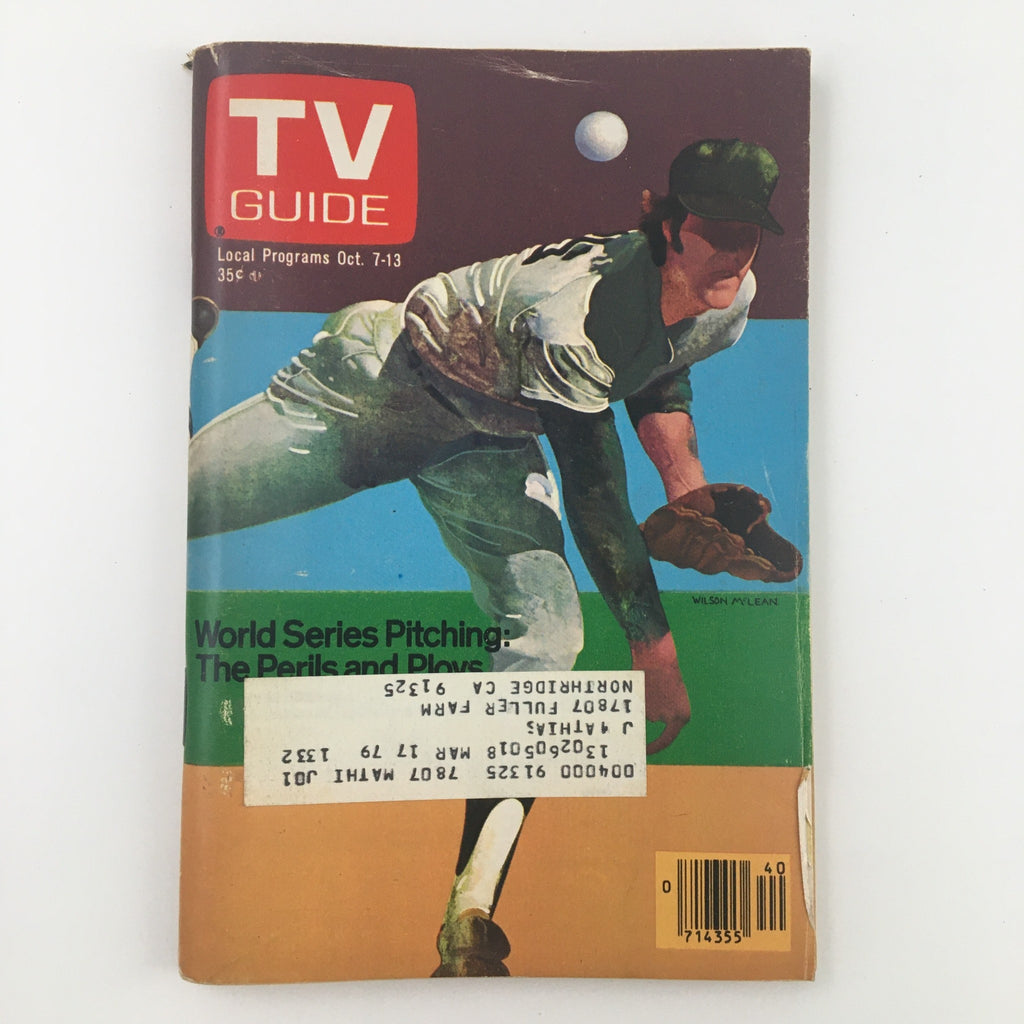 TV
GUIDE
®
Local Programs Oct. 7-13
35¢
WILSON McLEAN
World Series Pitching:
The Perils and Ploys
004000 91325 7807 MATHI J01
1302605018 MAR 17 79 1332
J MATHIAS
17807 FULLER FARM
NORTHRIDGE CA 91325
0
714355
40